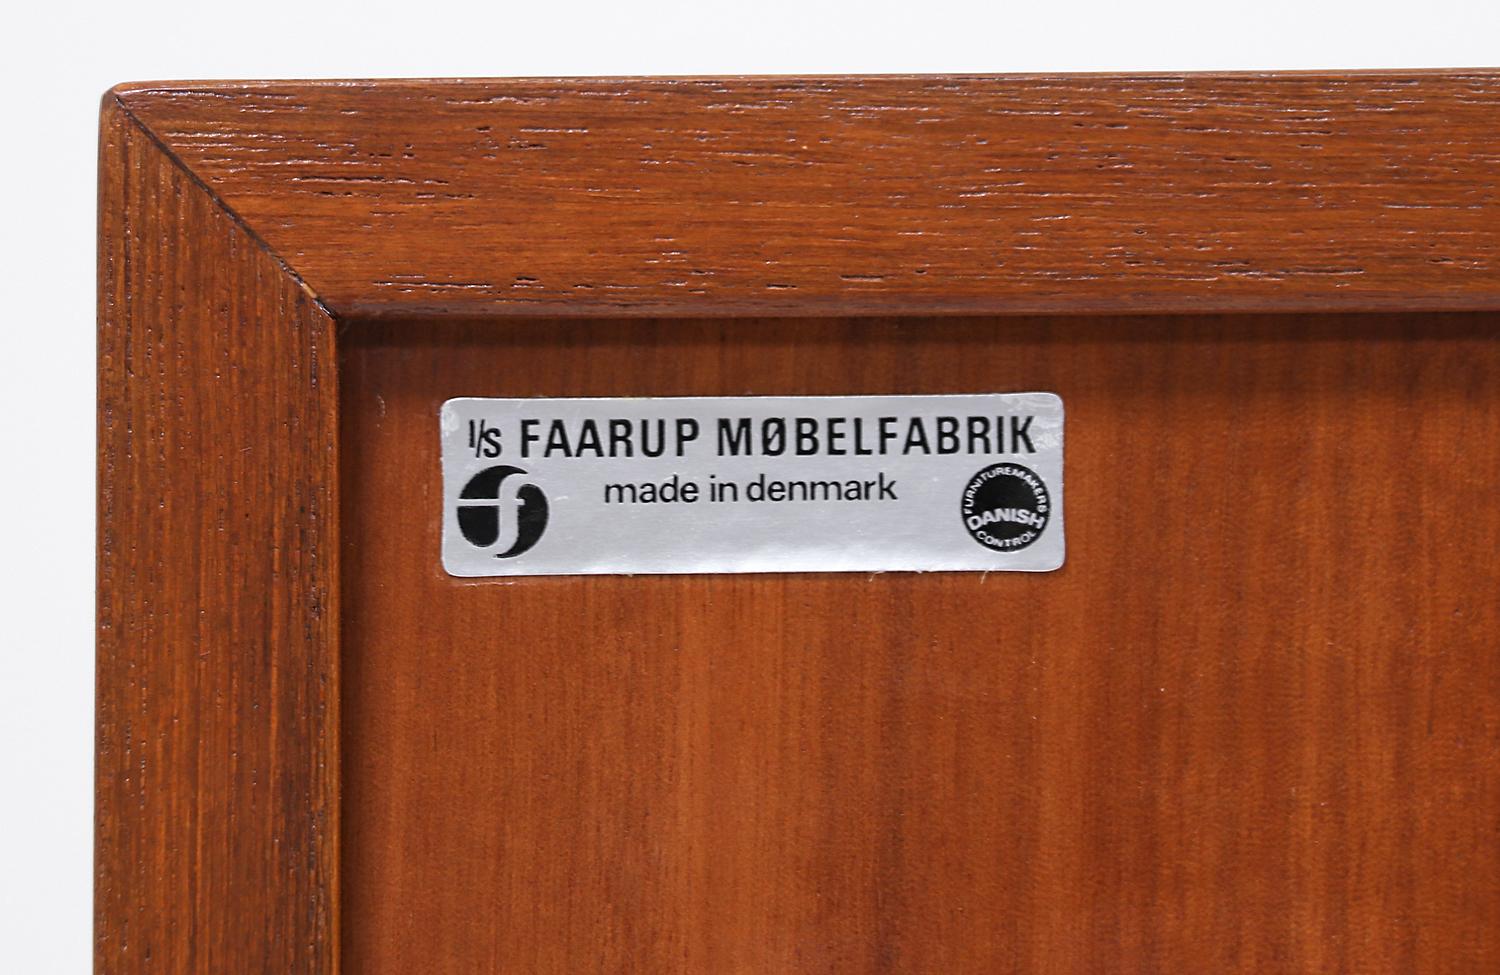 I/S FAARUP MØBELFABRIK
made in denmark
f
FURNITUREMAKERS
DANISH
CONTROL